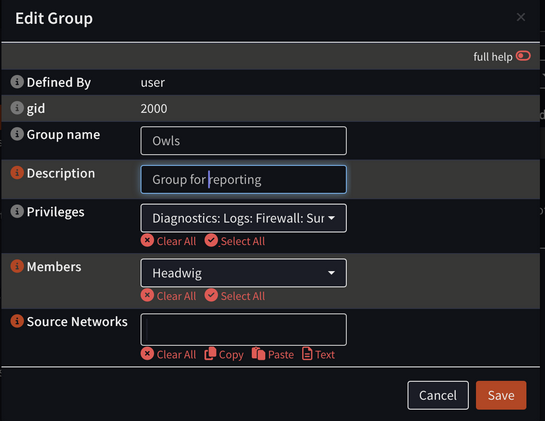 Edit Group
full help
Defined By user
gid 2000
Group name Owls
Description Group for reporting
Privileges Diagnostics: Logs: Firewall: Sur
Clear All Select All
Members Headwig
Clear All Select All
Source Networks
Clear All Copy Paste Text
Cancel Save